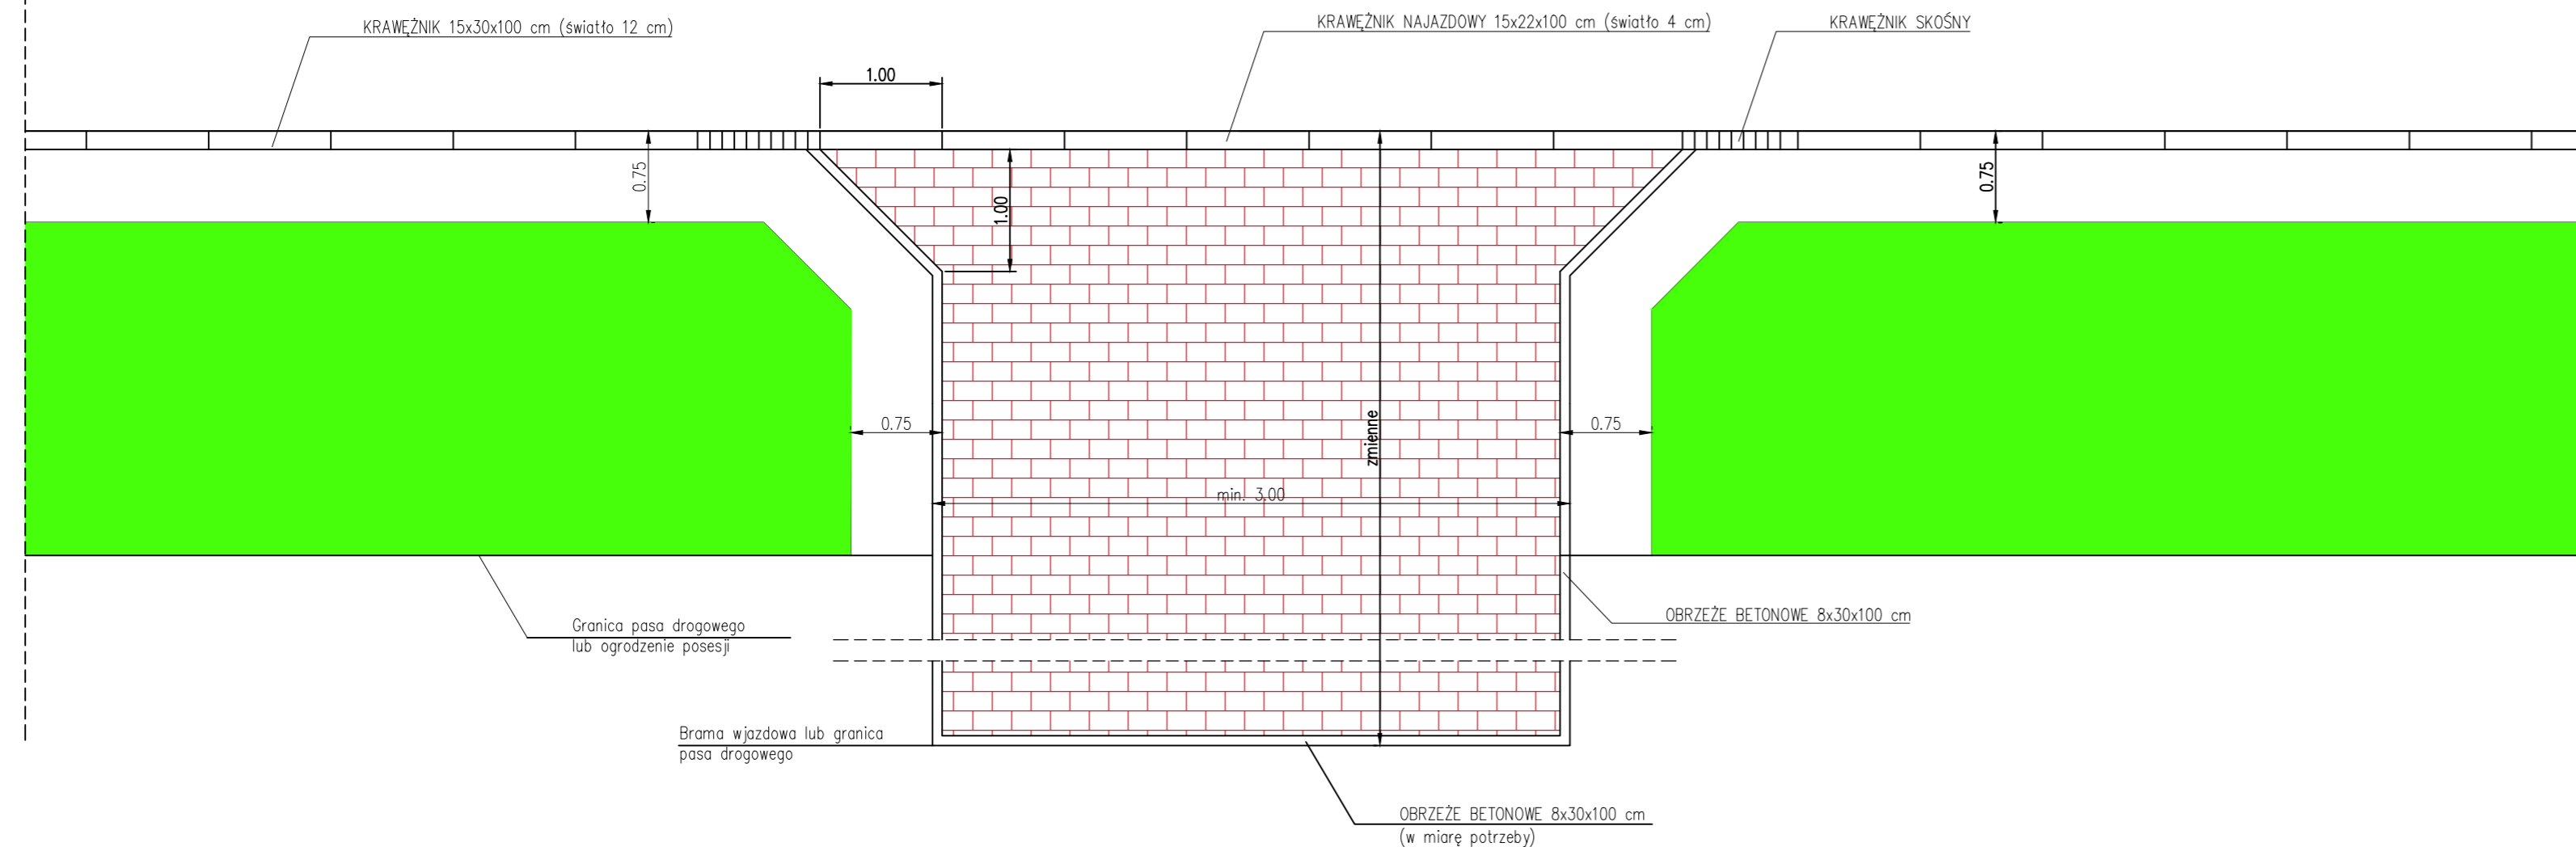 KRAWĘŻNIK 15x30x100 cm (światło 12 cm)
KRAWĘŻNIK NAJAZDOWY 15x22x100 cm (światło 4 cm)
KRAWĘŻNIK SKOŚNY
1.00
0.75
1.00
0.75
0.75
zmienne
0.75
min. 3,00
Granica pasa drogowego
lub ogrodzenie posesji
OBRZEŻE BETONOWE 8x30x100 cm
Brama wjazdowa lub granica
pasa drogowego
OBRZEŻE BETONOWE 8x30x100 cm
(w miarę potrzeby)